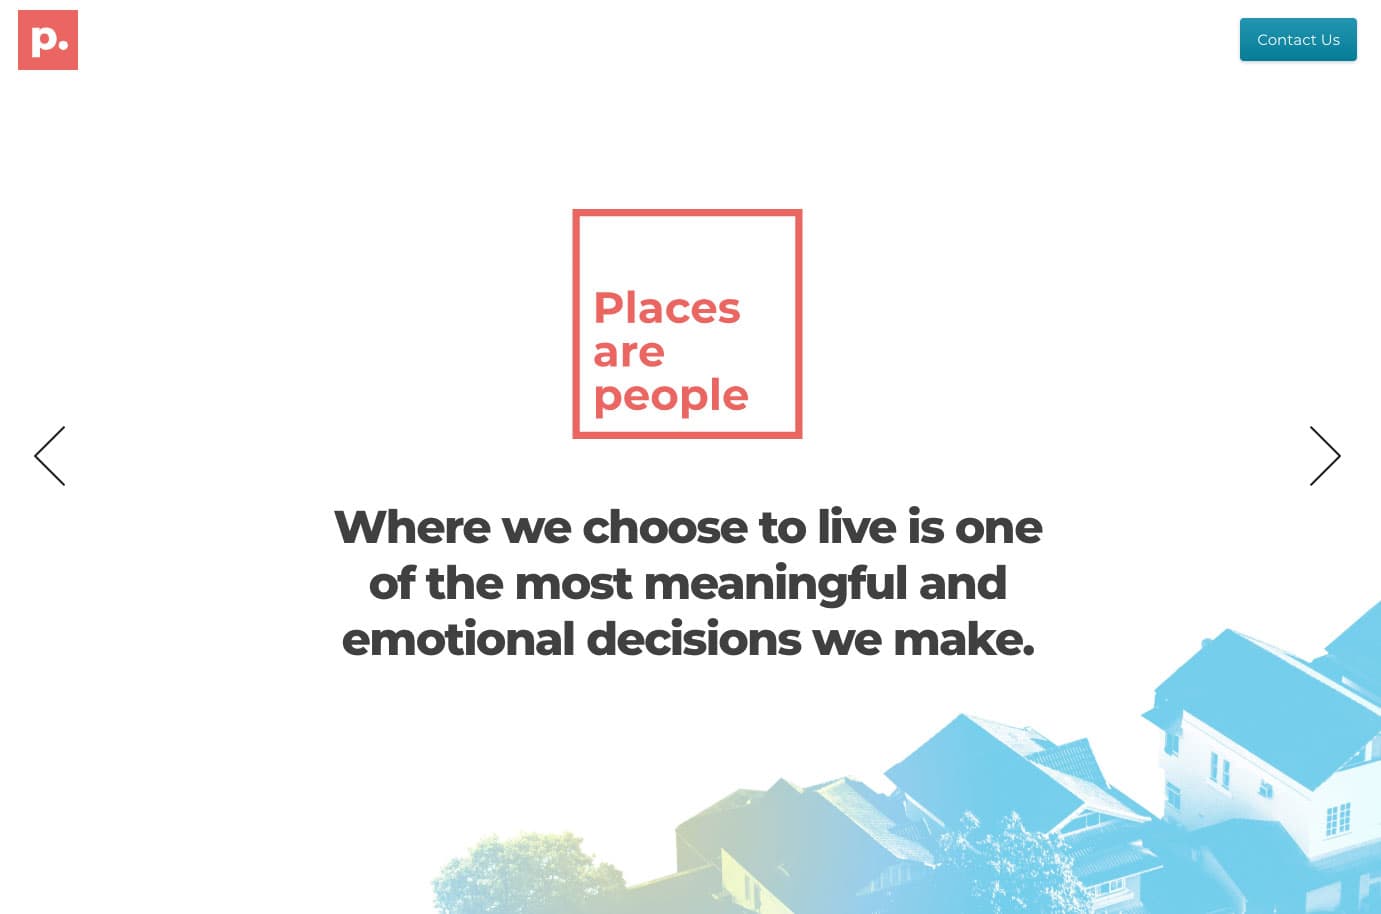 p.
Contact Us
Places
are
people
Where we choose to live is one
of the most meaningful and
emotional decisions we make.